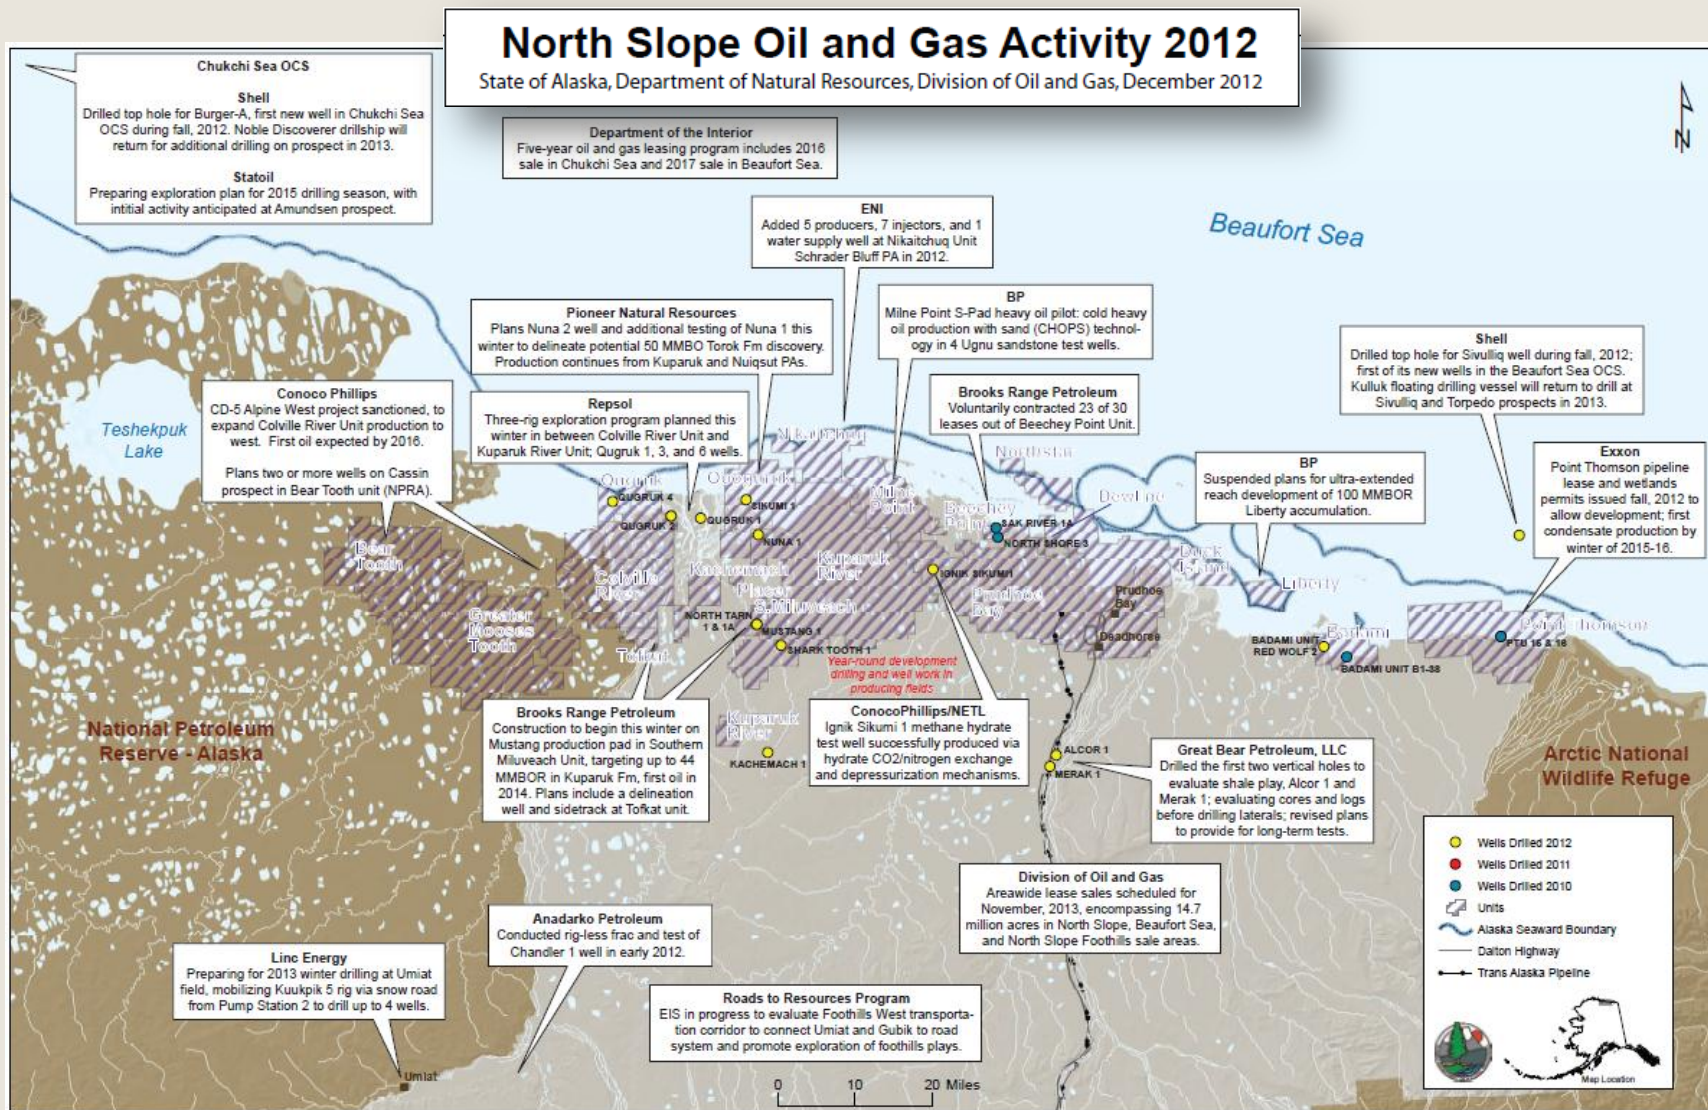 North Slope Oil and Gas Activity 2012
State of Alaska, Department of Natural Resources, Division of Oil and Gas, December 2012
Chukchi Sea OCS
Shell
Drilled top hole for Burger-A, first new well in Chukchi Sea
OCS during fall, 2012. Noble Discoverer drillship will
return for additional drilling on prospect in 2013.
Statoil
Preparing exploration plan for 2015 drilling season, with
intitial activity anticipated at Amundsen prospect.
Department of the Interior
Five-year oil and gas leasing program includes 2016
sale in Chukchi Sea and 2017 sale in Beaufort Sea.
N
ENI
Added 5 producers, 7 injectors, and 1
water supply well at Nikaitchuq Unit
Schrader Bluff PA in 2012.
Beaufort Sea
Pioneer Natural Resources
Plans Nuna 2 well and additional testing of Nuna 1 this
winter to delineate potential 50 MMBO Torok Fm discovery.
Production continues from Kuparuk and Nuiqsut PAs.
BP
Milne Point S-Pad heavy oil pilot: cold heavy
oil production with sand (CHOPS) technol-
ogy in 4 Ugnu sandstone test wells.
Shell
Drilled top hole for Sivulliq well during fall, 2012;
first of its new wells in the Beaufort Sea OCS.
Kulluk floating drilling vessel will return to drill at
Sivulliq and Torpedo prospects in 2013.
Conoco Phillips
CD-5 Alpine West project sanctioned, to
expand Colville River Unit production to
west. First oil expected by 2016.
Plans two or more wells on Cassin
prospect in Bear Tooth unit (NPRA).
Repsol
Three-rig exploration program planned this
winter in between Colville River Unit and
Kuparuk River Unit; Qugruk 1, 3, and 6 wells.
Brooks Range Petroleum
Voluntarily contracted 23 of 30
leases out of Beechey Point Unit.
BP
Suspended plans for ultra-extended
reach development of 100 MMBOR
Liberty accumulation.
Exxon
Point Thomson pipeline
lease and wetlands
permits issued fall, 2012 to
allow development; first
condensate production by
winter of 2015-16.
Teshekpuk
Lake
Nikaitchuq
Northstar
Qugruk
Oooguruk
Milne
Point
Beechey
Point
Dewline
QUGRUK 4
QUGRUK 2
QUGRUK 1
SIKUMI 1
NUNA 1
SAK RIVER 1A
NORTH SHORE 3
Bear
Tooth
Colville
River
Kachemach
Placer
S.Miluveach
Kuparuk
River
IGNIK SIKUMI1
Prudhoe
Bay
Duck
Island
Liberty
Prudhoe
Bay
Deadhorse
Greater
Mooses
Tooth
NORTH TARN
1 & 1A
MUSTANG 1
SHARK TOOTH 1
Tofkat
Badami
BADAMI UNIT
RED WOLF 2
BADAMI UNIT B1-38
Point Thomson
PTU 15 & 16
Year-round development
drilling and well work in
producing fields
National Petroleum
Reserve - Alaska
Brooks Range Petroleum
Construction to begin this winter on
Mustang production pad in Southern
Miluveach Unit, targeting up to 44
MMBOR in Kuparuk Fm, first oil in
2014. Plans include a delineation
well and sidetrack at Tofkat unit.
Kuparuk
River
KACHEMACH 1
ConocoPhillips/NETL
Ignik Sikumi 1 methane hydrate
test well successfully produced via
hydrate CO2/nitrogen exchange
and depressurization mechanisms.
ALCOR 1
MERAK 1
Great Bear Petroleum, LLC
Drilled the first two vertical holes to
evaluate shale play, Alcor 1 and
Merak 1; evaluating cores and logs
before drilling laterals; revised plans
to provide for long-term tests.
Arctic National
Wildlife Refuge
Division of Oil and Gas
Areawide lease sales scheduled for
November, 2013, encompassing 14.7
million acres in North Slope, Beaufort Sea,
and North Slope Foothills sale areas.
Anadarko Petroleum
Conducted rig-less frac and test of
Chandler 1 well in early 2012.
Linc Energy
Preparing for 2013 winter drilling at Umiat
field, mobilizing Kuukpik 5 rig via snow road
from Pump Station 2 to drill up to 4 wells.
Roads to Resources Program
EIS in progress to evaluate Foothills West transporta-
tion corridor to connect Umiat and Gubik to road
system and promote exploration of foothills plays.
Umiat
0 10 20 Miles
Wells Drilled 2012
Wells Drilled 2011
Wells Drilled 2010
Units
Alaska Seaward Boundary
Dalton Highway
Trans Alaska Pipeline
Map Location